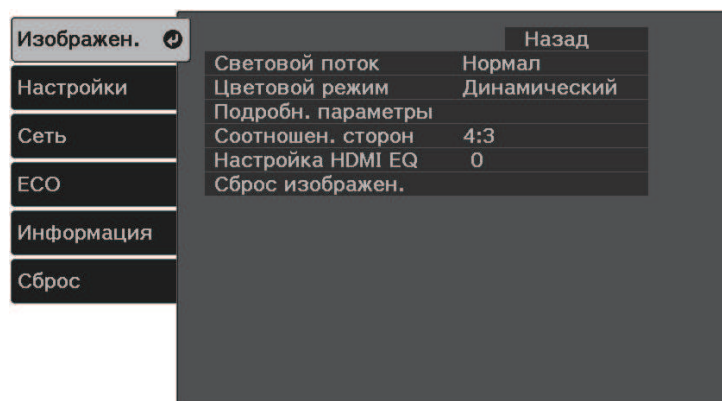 Изображен.
Настройки
Сеть
ECO
Информация
Сброс
Назад
Световой поток Нормал
Цветовой режим Динамический
Подробн. параметры
Соотношен. сторон 4:3
Настройка HDMI EQ 0
Сброс изображен.